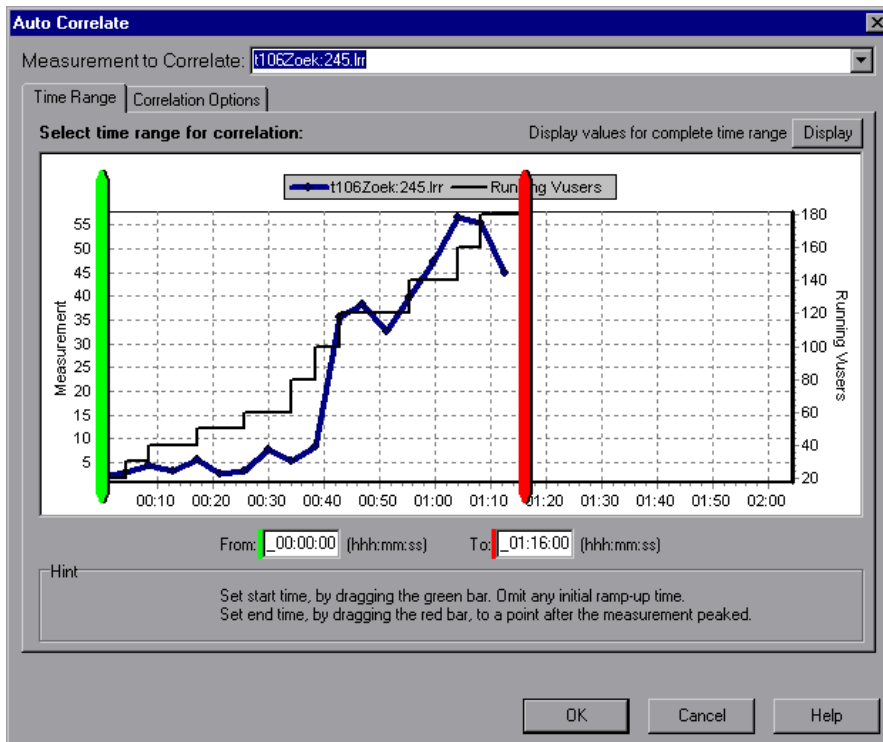 Auto Correlate
Measurement to Correlate: t106Zoek:245.lrr
Time Range Correlation Options
Select time range for correlation: Display values for complete time range Display
t106Zoek:245.lrr Running Vusers
55
50
45
40
35
30
25
20
15
10
5
Measurement
180
160
140
120
100
80
60
40
20
Running Vusers
00:10 00:20 00:30 00:40 00:50 01:00 01:10 01:20 01:30 01:40 01:50 02:00
From: _00:00:00 (hhh:mm:ss) To: _01:16:00 (hhh:mm:ss)
Hint
Set start time, by dragging the green bar. Omit any initial ramp-up time.
Set end time, by dragging the red bar, to a point after the measurement peaked.
OK Cancel Help